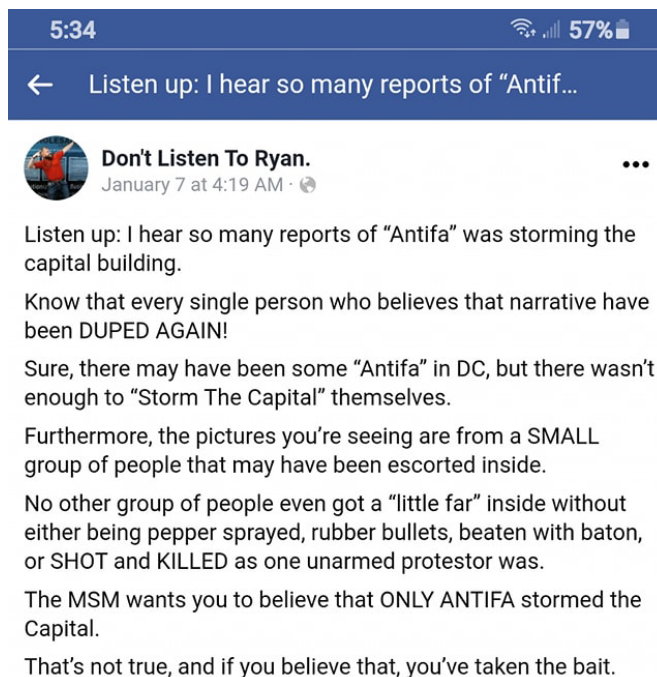 5:34 57%
Listen up: I hear so many reports of “Antif...
Don't Listen To Ryan.
January 7 at 4:19 AM ·
Listen up: I hear so many reports of “Antifa” was storming the
capital building.
Know that every single person who believes that narrative have
been DUPED AGAIN!
Sure, there may have been some “Antifa” in DC, but there wasn’t
enough to “Storm The Capital” themselves.
Furthermore, the pictures you’re seeing are from a SMALL
group of people that may have been escorted inside.
No other group of people even got a “little far” inside without
either being pepper sprayed, rubber bullets, beaten with baton,
or SHOT and KILLED as one unarmed protestor was.
The MSM wants you to believe that ONLY ANTIFA stormed the
Capital.
That’s not true, and if you believe that, you’ve taken the bait.